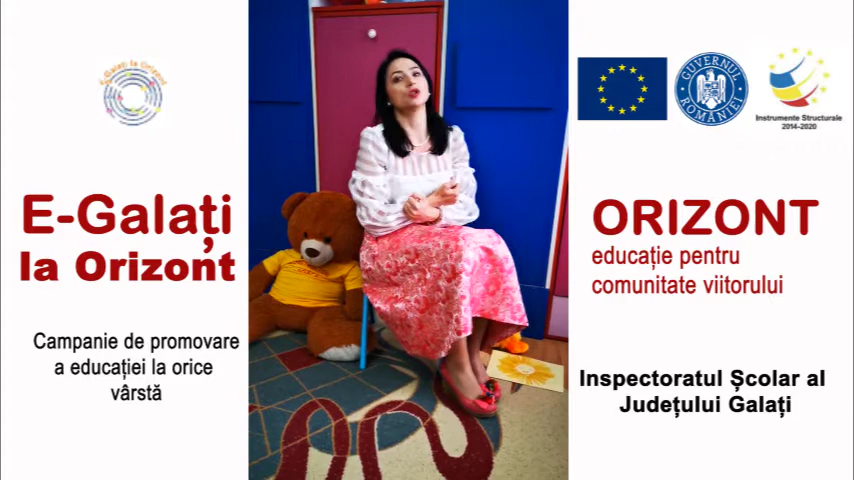 E-Galați la Orizont
E-Galați
la Orizont
Campanie de promovare
a educației la orice
vârstă
GUVERNUL
ROMÂNIEI
Instrumente Structurale
2014-2020
ORIZONT
educație pentru
comunitate viitorului
Inspectoratul Școlar al
Județului Galați